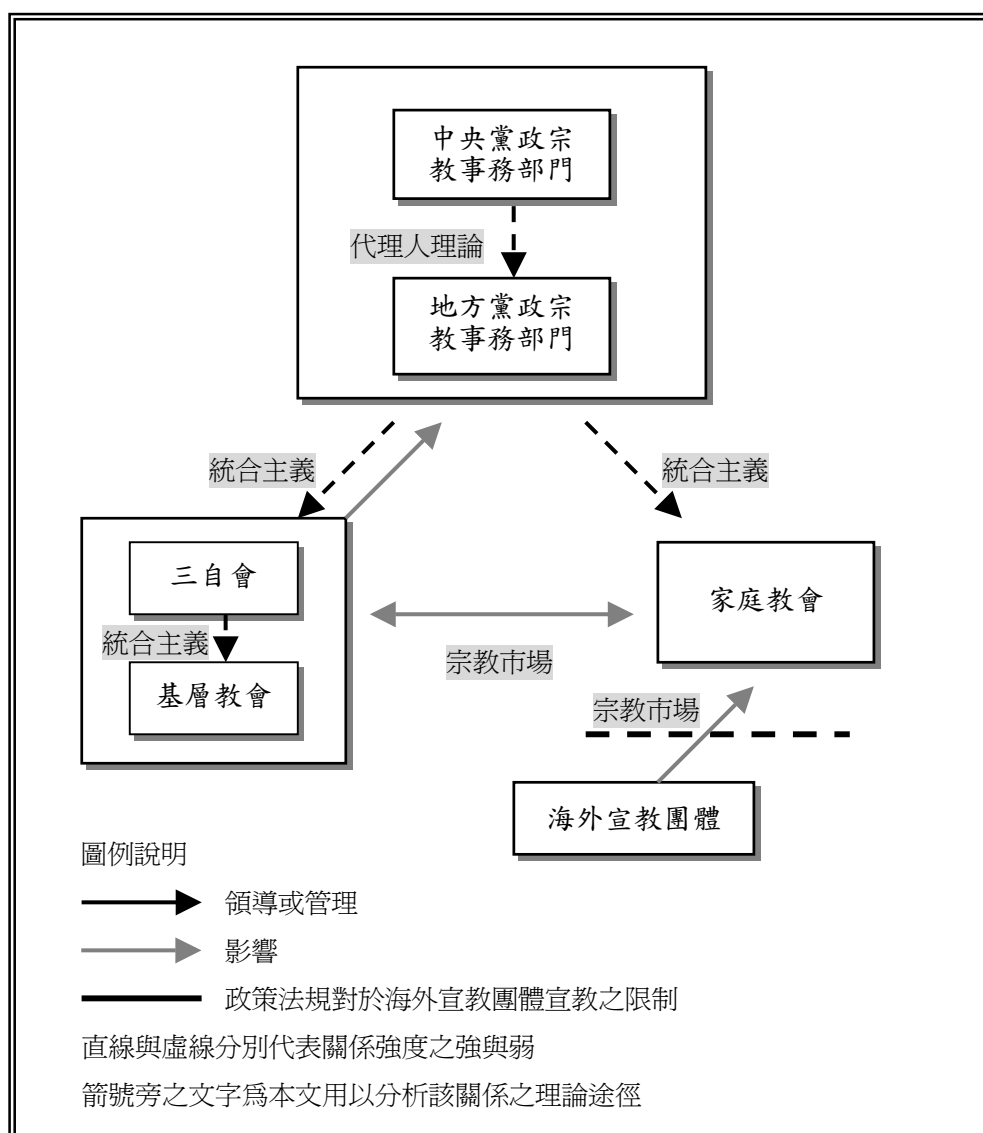 中央黨政宗
教事務部門
代理人理論
地方黨政宗
教事務部門
統合主義
統合主義
三自會
統合主義
基層教會
家庭教會
宗教市場
宗教市場
海外宣教團體
圖例說明
領導或管理
影響
政策法規對於海外宣教團體宣教之限制
直線與虛線分別代表關係強度之強與弱
箭號旁之文字爲本文用以分析該關係之理論途徑